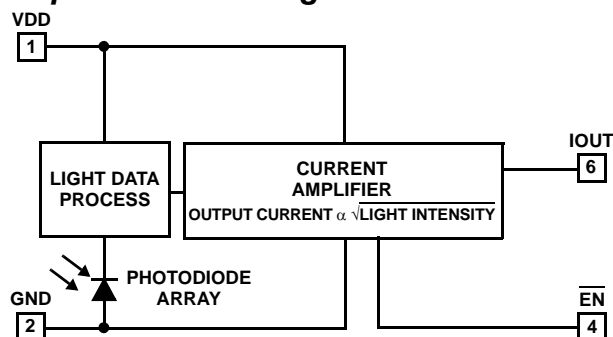 VDD
1
LIGHT DATA
PROCESS
CURRENT
AMPLIFIER
OUTPUT CURRENT α √LIGHT INTENSITY
IOUT
6
PHOTODIODE
ARRAY
GND
2
EN
4